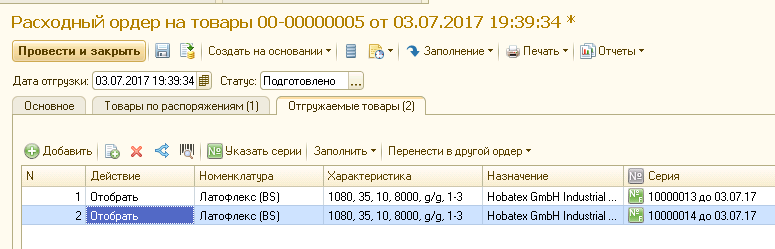 Расходный ордер на товары 00-00000005 от 03.07.2017 19:39:34 *
Провести и закрыть Создать на основании Заполнение Печать Отчеты
Дата отгрузки: 03.07.2017 19:39:34 Статус: Подготовлено ...
Основное Товары по распоряжениям (1) Отгружаемые товары (2)
Добавить Указать серии Заполнить Перенести в другой ордер
N Действие Номенклатура Характеристика Назначение Серия
1 Отобрать Латофлекс (BS) 1080, 35, 10, 8000, g/g, 1-3 Hobatex GmbH Industrial ... 10000013 до 03.07.17
2 Отобрать Латофлекс (BS) 1080, 35, 10, 8000, g/g, 1-3 Hobatex GmbH Industrial ... 10000014 до 03.07.17